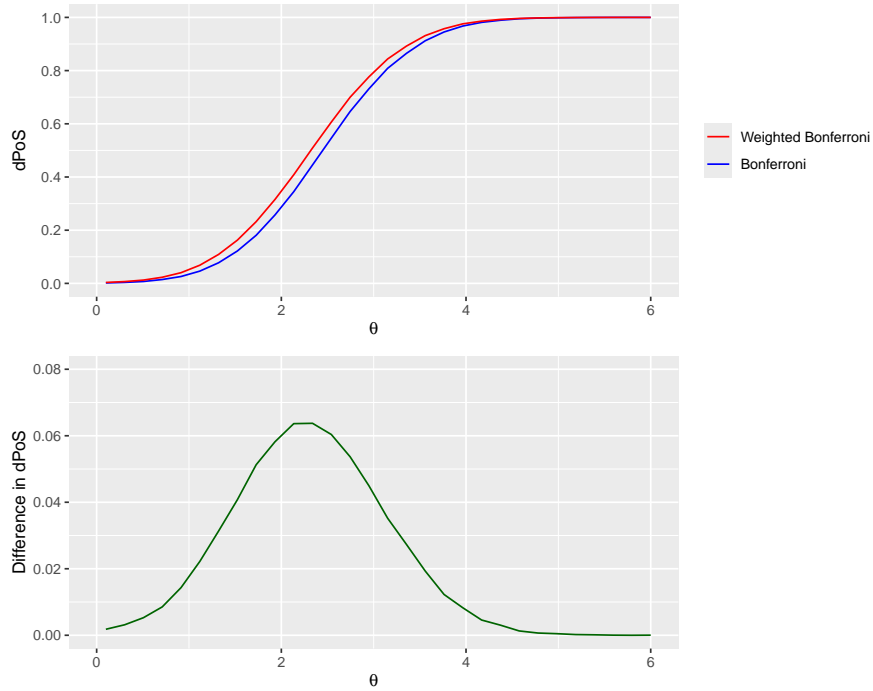 1.0
0.8
0.6
0.4
0.2
0.0
dPoS
0 2 4 6
θ
Weighted Bonferroni
Bonferroni
0.08
0.06
0.04
0.02
0.00
Difference in dPoS
0 2 4 6
θ